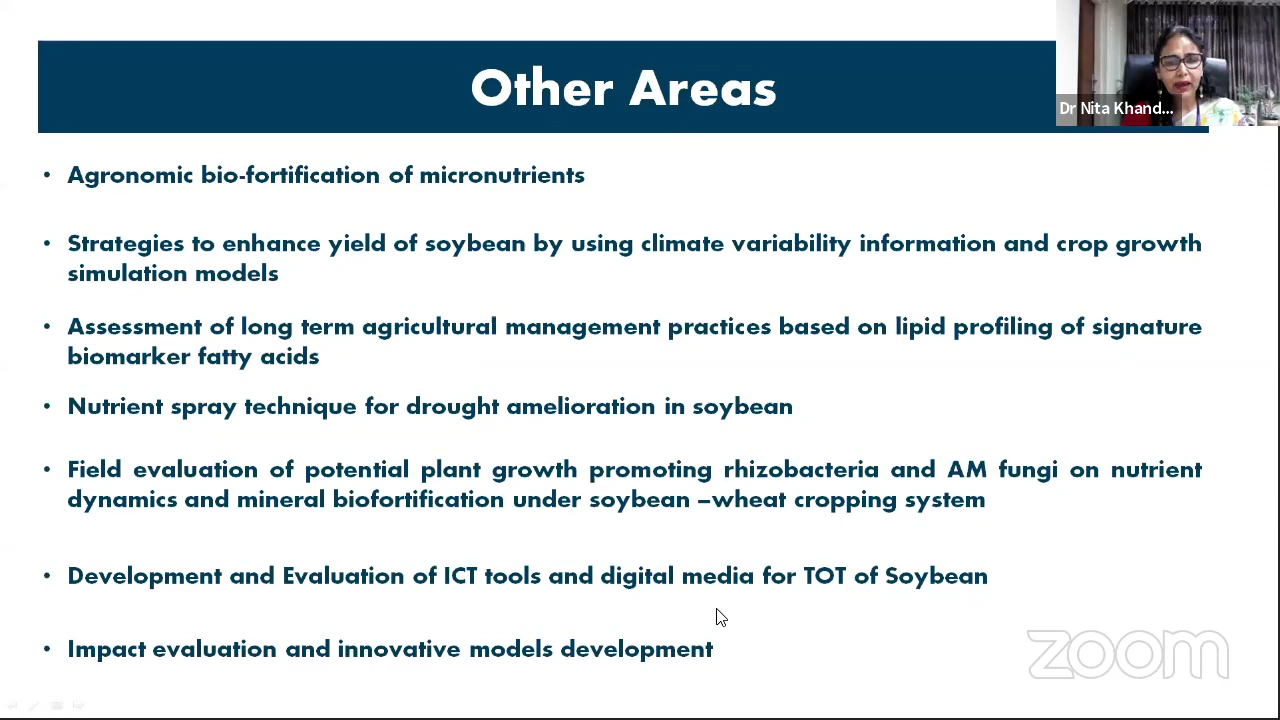 Other Areas
Dr Nita Khand...
• Agronomic bio-fortification of micronutrients
• Strategies to enhance yield of soybean by using climate variability information and crop growth
simulation models
• Assessment of long term agricultural management practices based on lipid profiling of signature
biomarker fatty acids
• Nutrient spray technique for drought amelioration in soybean
• Field evaluation of potential plant growth promoting rhizobacteria and AM fungi on nutrient
dynamics and mineral biofortification under soybean –wheat cropping system
• Development and Evaluation of ICT tools and digital media for TOT of Soybean
• Impact evaluation and innovative models development
zoom